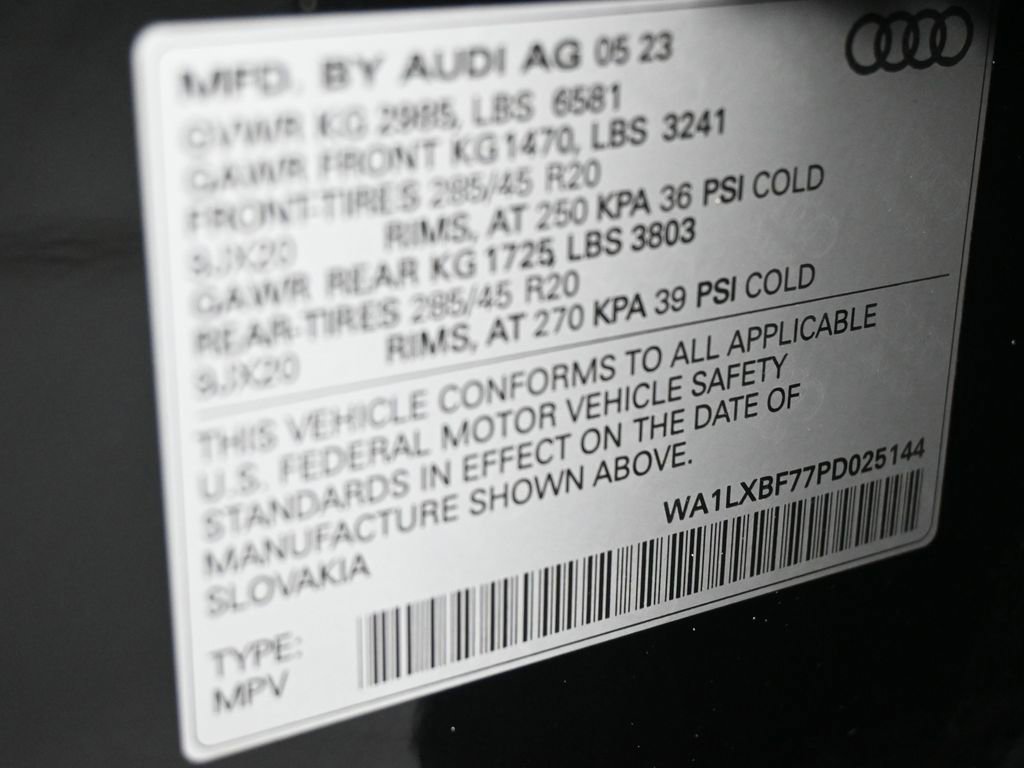 MFD. BY AUDI AG 05 23
GVWR KG 2985, LBS 6581
GAWR FRONT KG1470, LBS 3241
FRONT-TIRES 285/45 R20
9JX20 RIMS, AT 250 KPA 36 PSI COLD
GAWR REAR KG 1725 LBS 3803
REAR-TIRES 285/45 R20
9JX20 RIMS, AT 270 KPA 39 PSI COLD
THIS VEHICLE CONFORMS TO ALL APPLICABLE
U.S. FEDERAL MOTOR VEHICLE SAFETY
STANDARDS IN EFFECT ON THE DATE OF
MANUFACTURE SHOWN ABOVE.
SLOVAKIA
WA1LXBF77PD025144
TYPE:
MPV